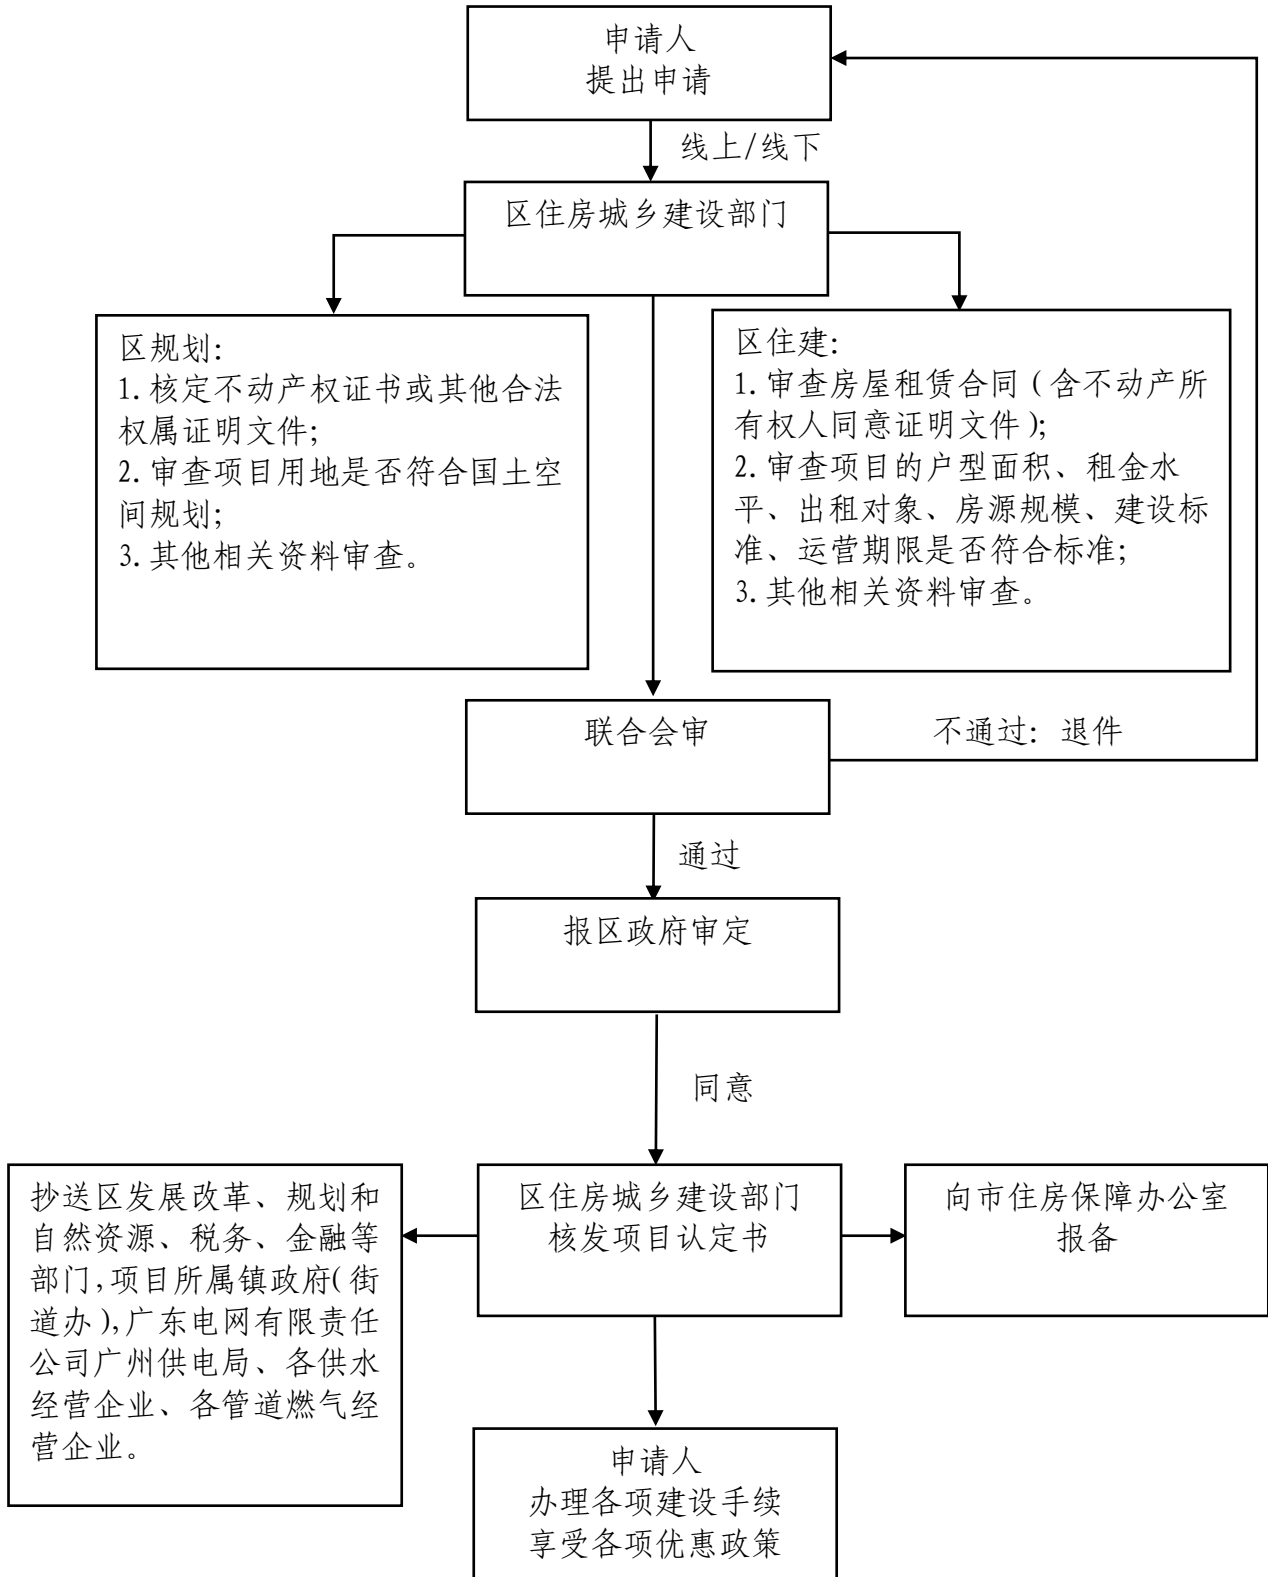 申请人
提出申请
线上/线下
区住房城乡建设部门
区规划:
1.核定不动产权证书或其他合法
权属证明文件;
2.审查项目用地是否符合国土空
间规划;
3.其他相关资料审查。
区住建:
1.审查房屋租赁合同(含不动产所
有权人同意证明文件);
2.审查项目的户型面积、租金水
平、出租对象、房源规模、建设标
准、运营期限是否符合标准;
3.其他相关资料审查。
联合会审
不通过: 退件
通过
报区政府审定
同意
抄送区发展改革、规划和
自然资源、税务、金融等
部门,项目所属镇政府(街
道办),广东电网有限责任
公司广州供电局、各供水
经营企业、各管道燃气经
营企业。
区住房城乡建设部门
核发项目认定书
向市住房保障办公室
报备
申请人
办理各项建设手续
享受各项优惠政策